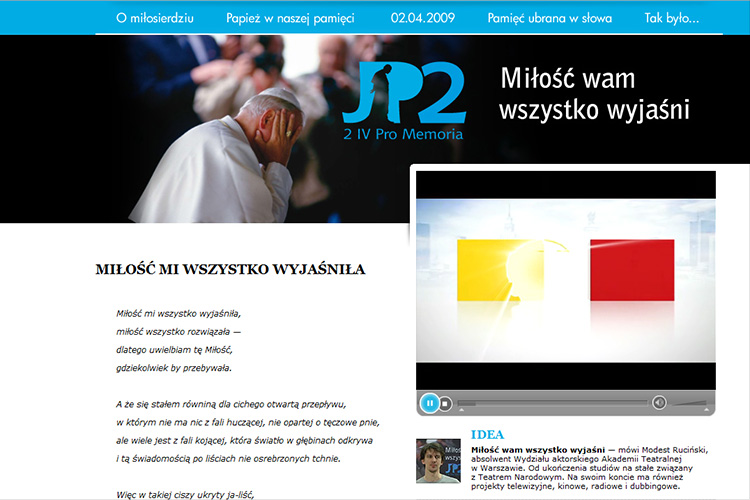 O miłosierdziu Papież w naszej pamięci 02.04.2009 Pamięć ubrana w słowa Tak było...
JP2
2 IV Pro Memoria
Miłość wam
wszystko wyjaśni
MIŁOŚĆ MI WSZYSTKO WYJAŚNIŁA
Miłość mi wszystko wyjaśniła,
miłość wszystko rozwiązała —
dlatego uwielbiam tę Miłość,
gdziekolwiek by przebywała.
A że się stałem równiną dla cichego otwartą przepływu,
w którym nie ma nic z fali huczącej, nie opartej o tęczowe pnie,
ale wiele jest z fali kojącej, która światło w głębinach odkrywa
i tą światłością po liściach nie osrebrzonych tchnie.
Więc w takiej ciszy ukryty ja-liść,
IDEA
Miłość wam wszystko wyjaśni — mówi Modest Ruciński,
absolwent Wydziału aktorskiego Akademii Teatralnej
w Warszawie. Od ukończenia studiów na stałe związany
z Teatrem Narodowym. Na swoim koncie ma również
projekty telewizyjne, kinowe, radiowe i dubbingowe.